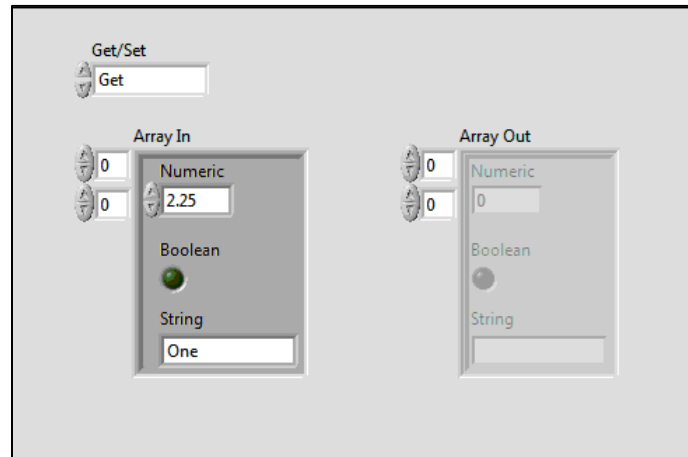 Get/Set
Get
Array In
Array Out
0
Numeric
0
Numeric
0
2.25
0
0
Boolean
Boolean
String
String
One